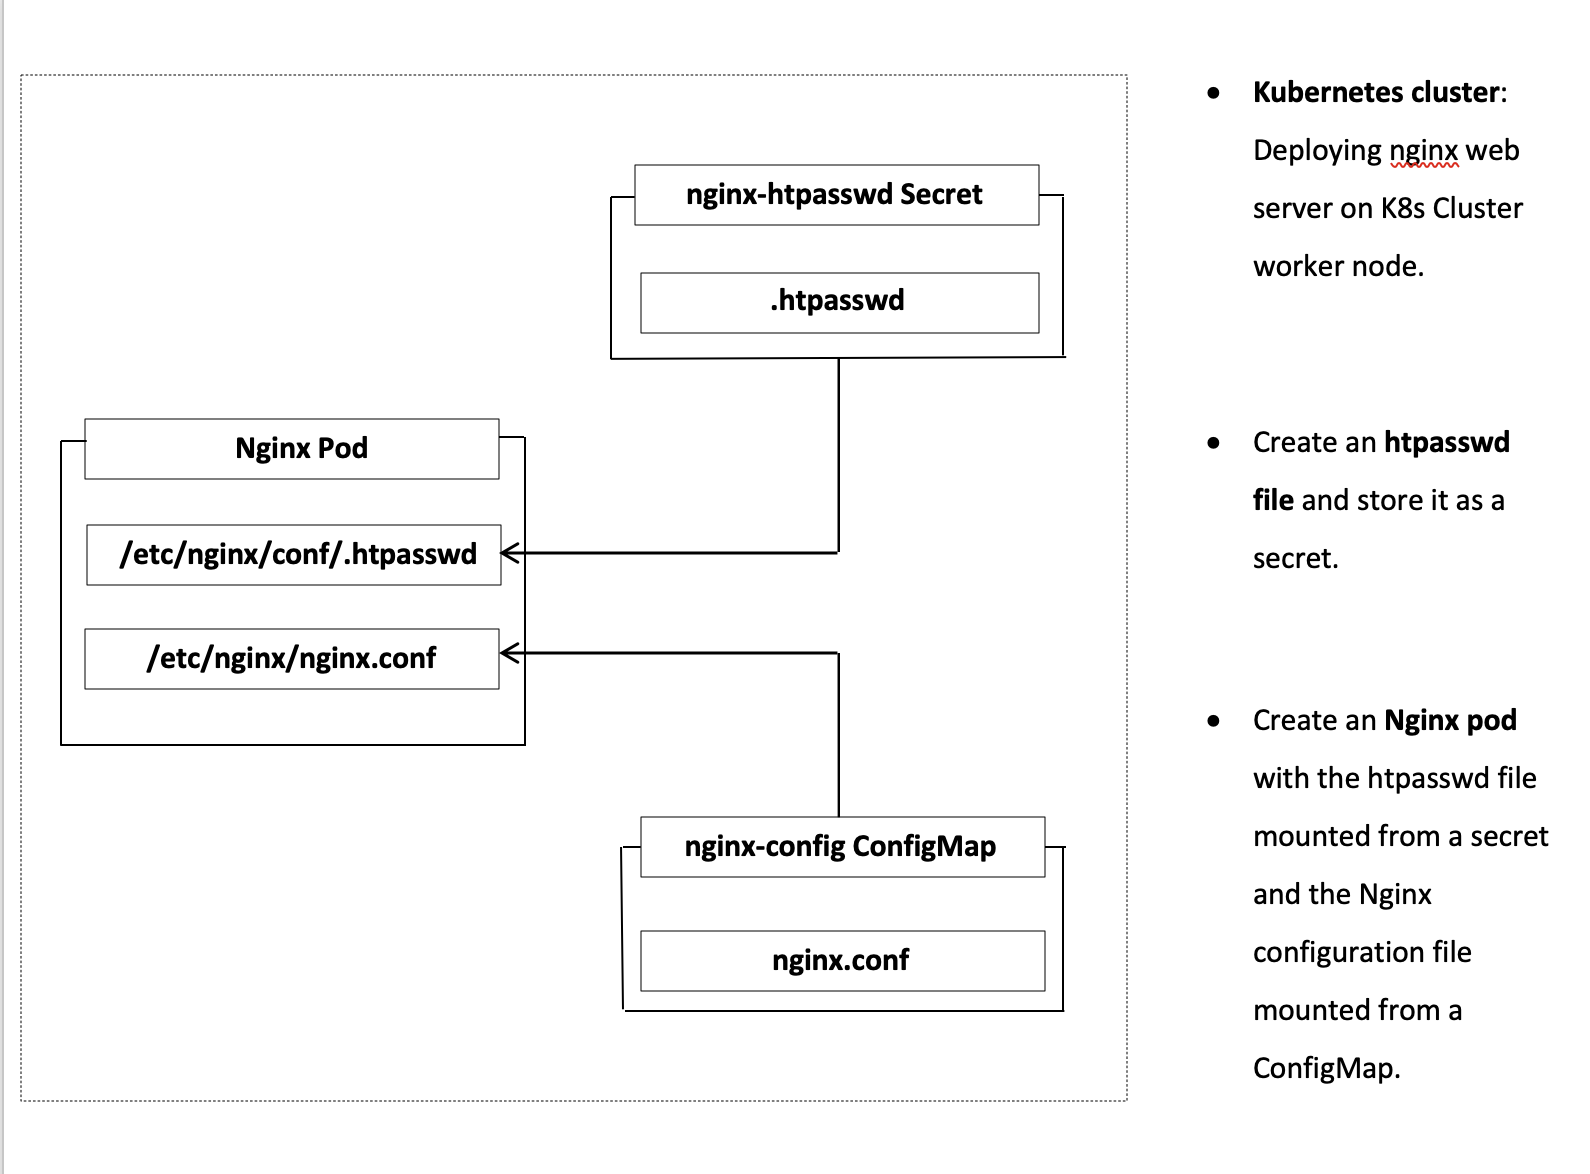 nginx-htpasswd Secret
.htpasswd
Nginx Pod
/etc/nginx/conf/.htpasswd
/etc/nginx/nginx.conf
nginx-config ConfigMap
nginx.conf
• Kubernetes cluster:
Deploying nginx web
server on K8s Cluster
worker node.
• Create an htpasswd
file and store it as a
secret.
• Create an Nginx pod
with the htpasswd file
mounted from a secret
and the Nginx
configuration file
mounted from a
ConfigMap.